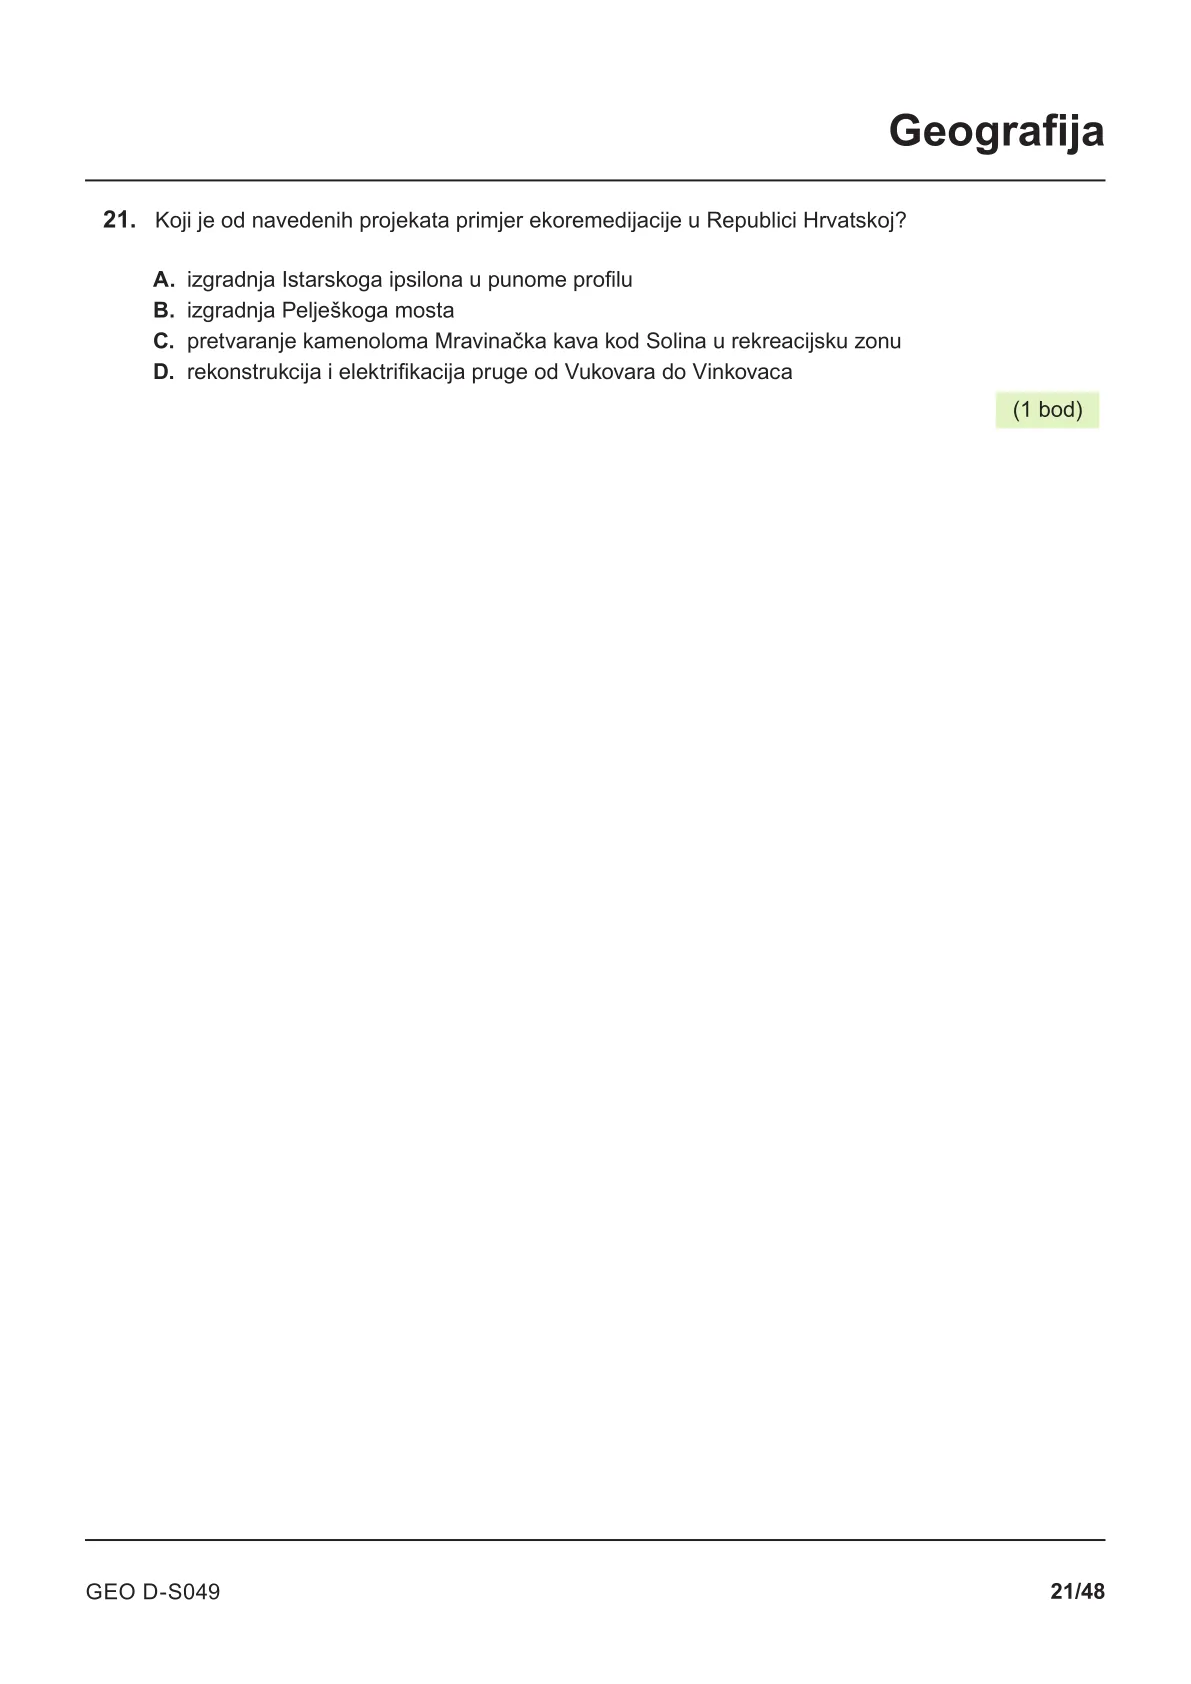 Geografija
21. Koji je od navedenih projekata primjer ekoremedijacije u Republici Hrvatskoj?
A. izgradnja Istarskoga ipsilona u punome profilu
B. izgradnja Pelješkoga mosta
C. pretvaranje kamenoloma Mravinačka kava kod Solina u rekreacijsku zonu
D. rekonstrukcija i elektrifikacija pruge od Vukovara do Vinkovaca
(1 bod)
GEO D-S049
21/48